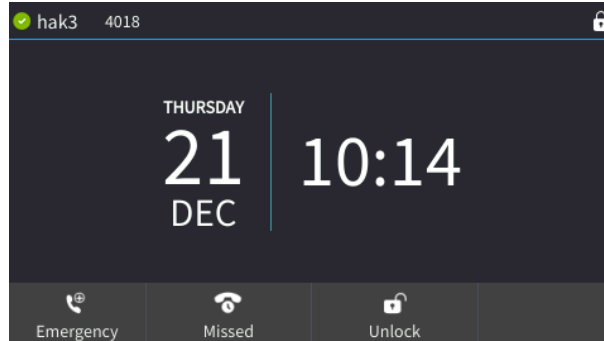 hak3 4018
THURSDAY
21
DEC
10:14
Emergency Missed Unlock